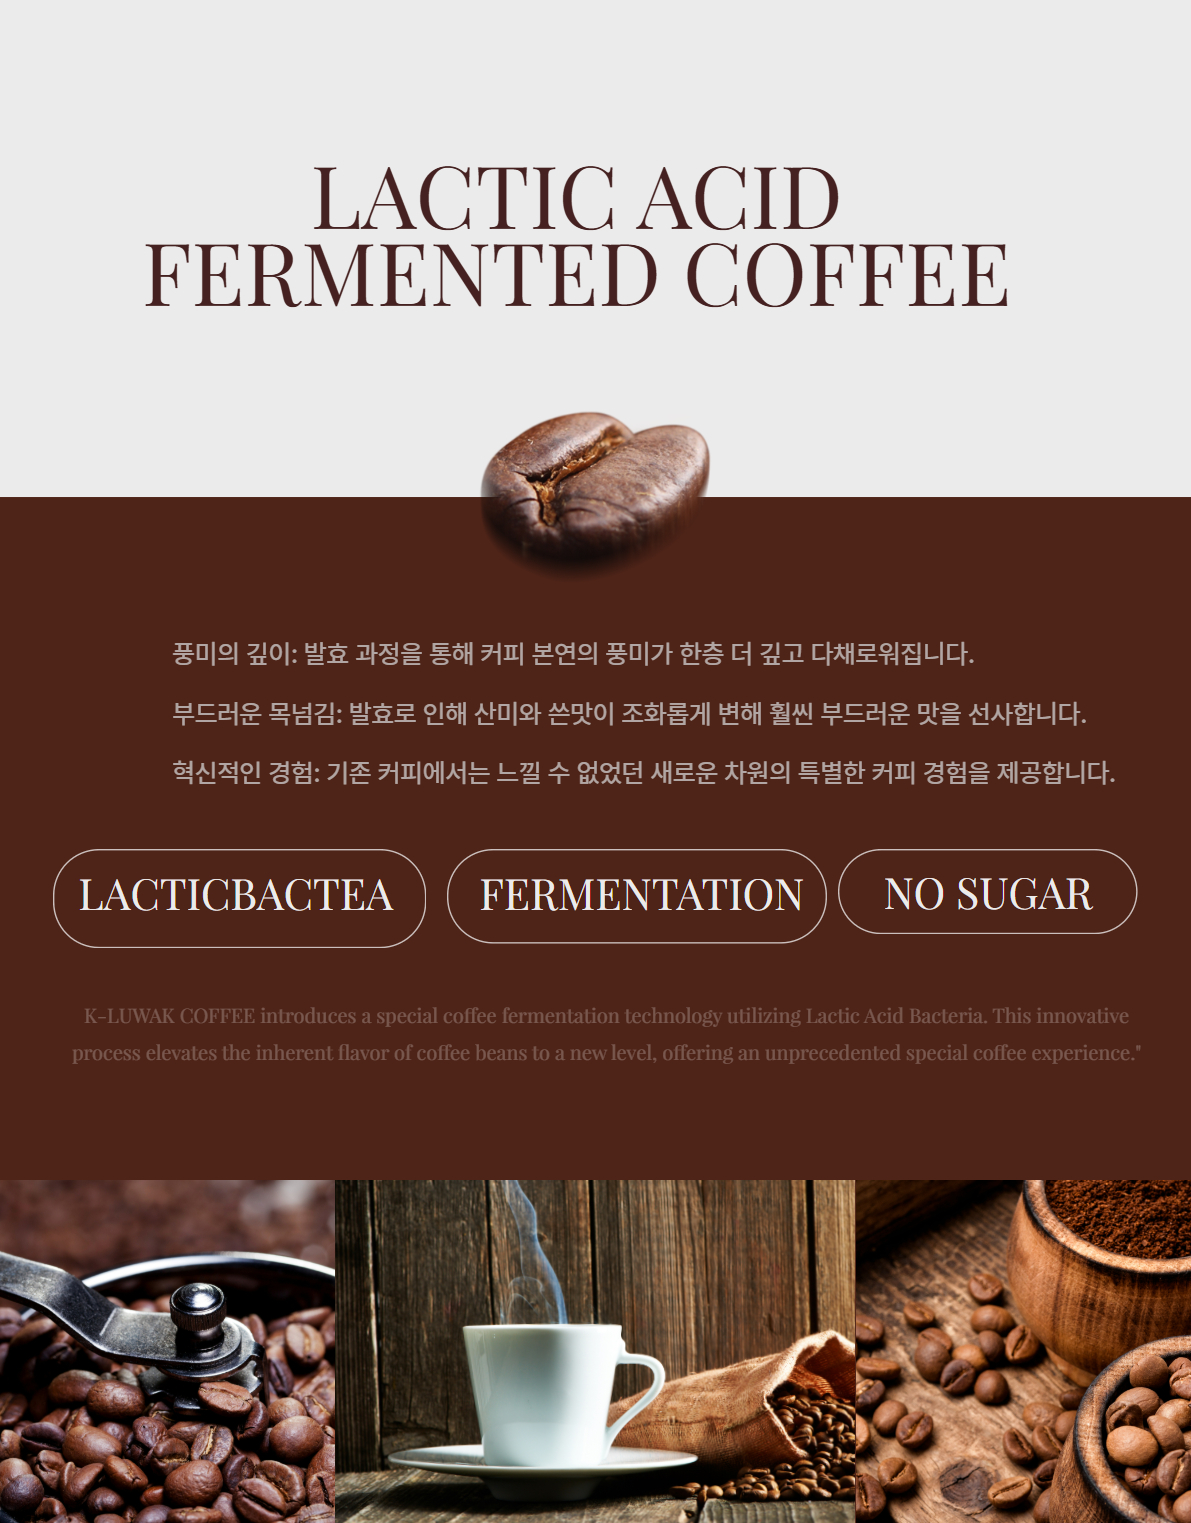 LACTIC ACID
FERMENTED COFFEE
풍미의 깊이: 발효 과정을 통해 커피 본연의 풍미가 한층 더 깊고 다채로워집니다.
부드러운 목넘김: 발효로 인해 산미와 쓴맛이 조화롭게 변해 훨씬 부드러운 맛을 선사합니다.
혁신적인 경험: 기존 커피에서는 느낄 수 없었던 새로운 차원의 특별한 커피 경험을 제공합니다.
LACTICBACTEA
FERMENTATION
NO SUGAR
K-LUWAK COFFEE introduces a special coffee fermentation technology utilizing Lactic Acid Bacteria. This innovative
process elevates the inherent flavor of coffee beans to a new level, offering an unprecedented special coffee experience."